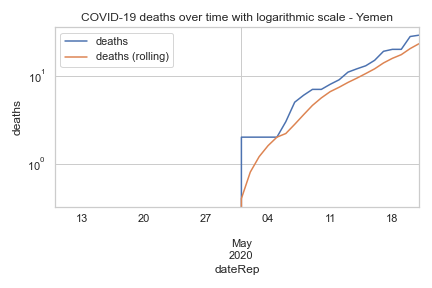 COVID-19 deaths over time with logarithmic scale - Yemen
deaths
deaths (rolling)
10¹
10⁰
deaths
13 20 27 04 11 18
May
2020
dateRep